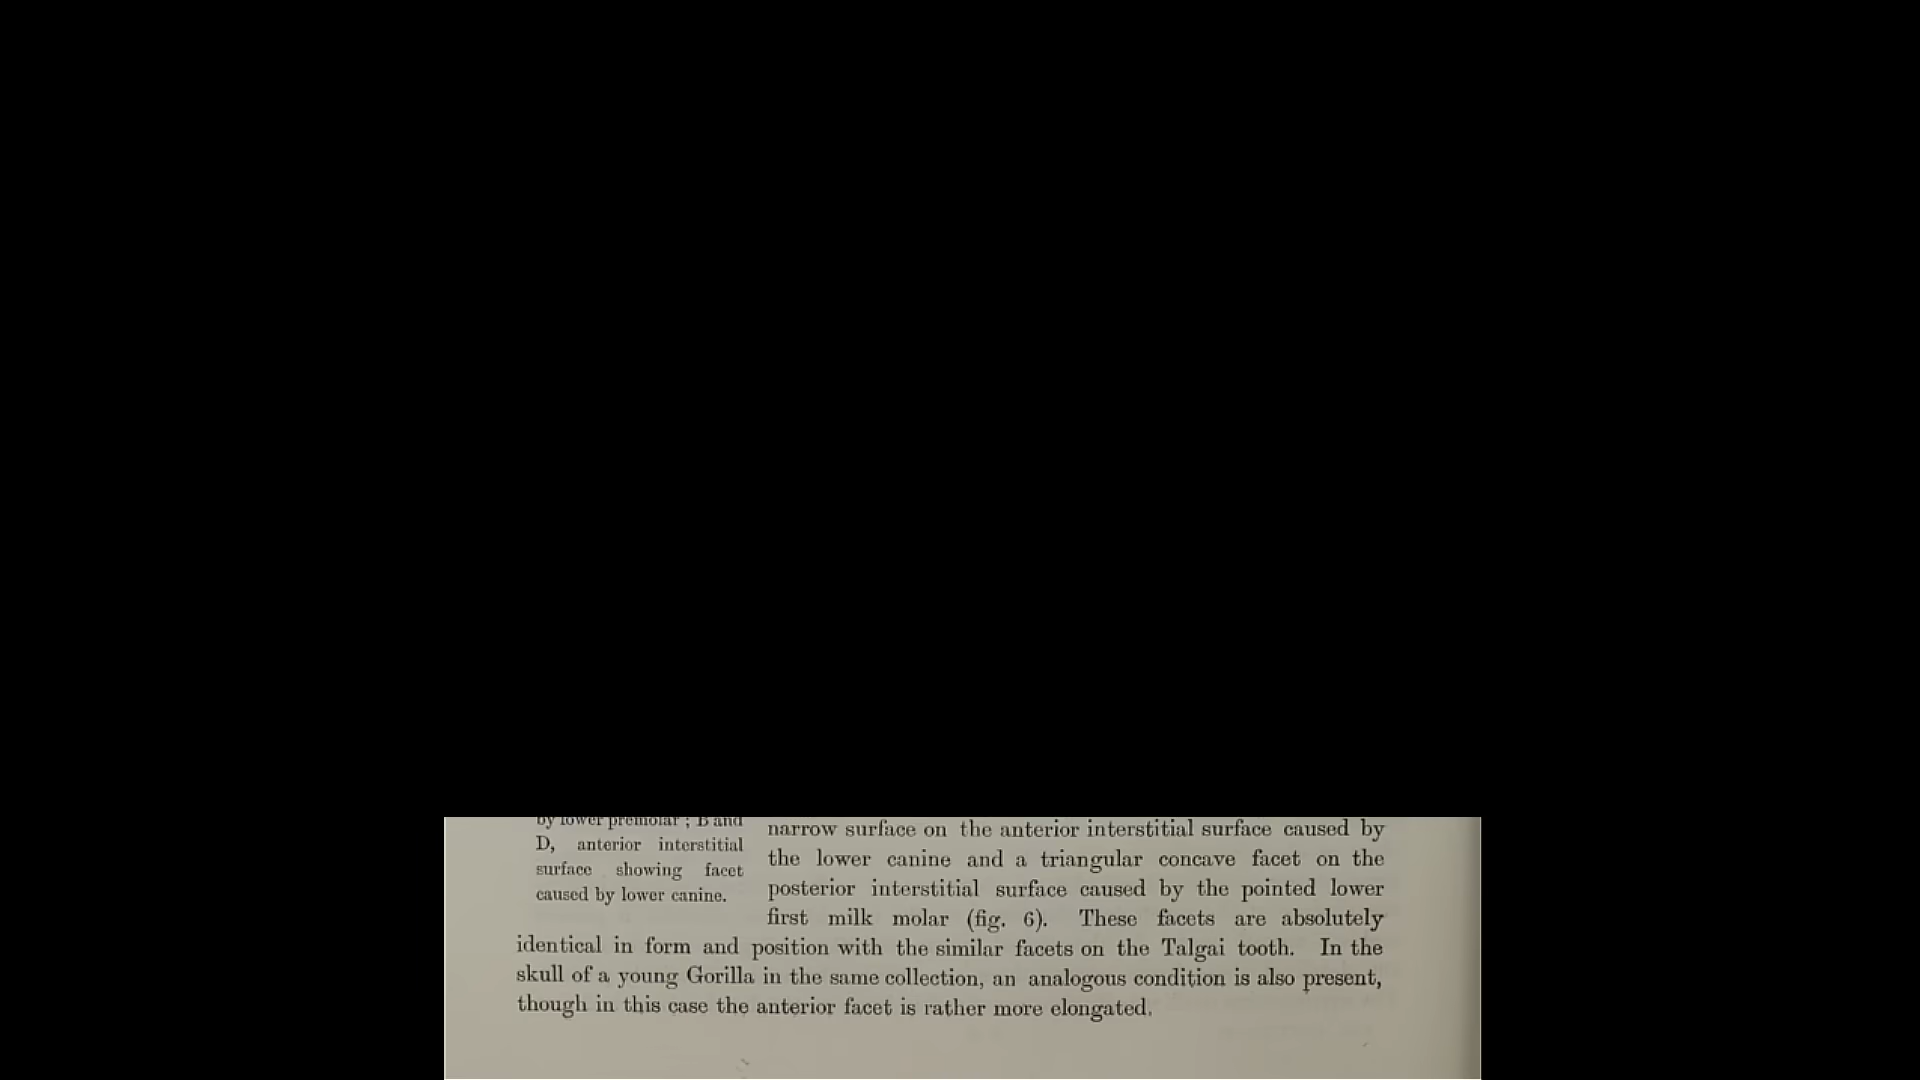 by lower premolar ; B and
D, anterior interstitial
surface showing facet
caused by lower canine.
narrow surface on the anterior interstitial surface caused by
the lower canine and a triangular concave facet on the
posterior interstitial surface caused by the pointed lower
first milk molar (fig. 6). These facets are absolutely
identical in form and position with the similar facets on the Talgai tooth. In the
skull of a young Gorilla in the same collection, an analogous condition is also present,
though in this case the anterior facet is rather more elongated.